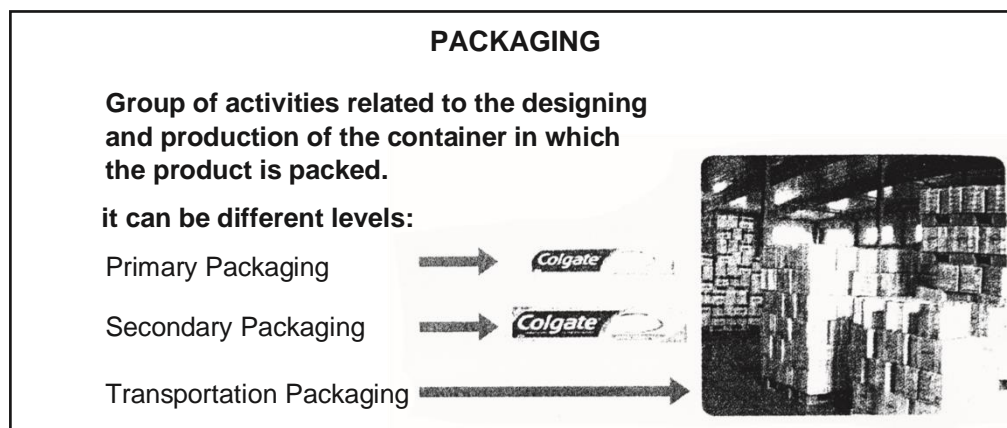 PACKAGING
Group of activities related to the designing
and production of the container in which
the product is packed.
it can be different levels:
Primary Packaging
Colgate
Secondary Packaging
Colgate
Transportation Packaging